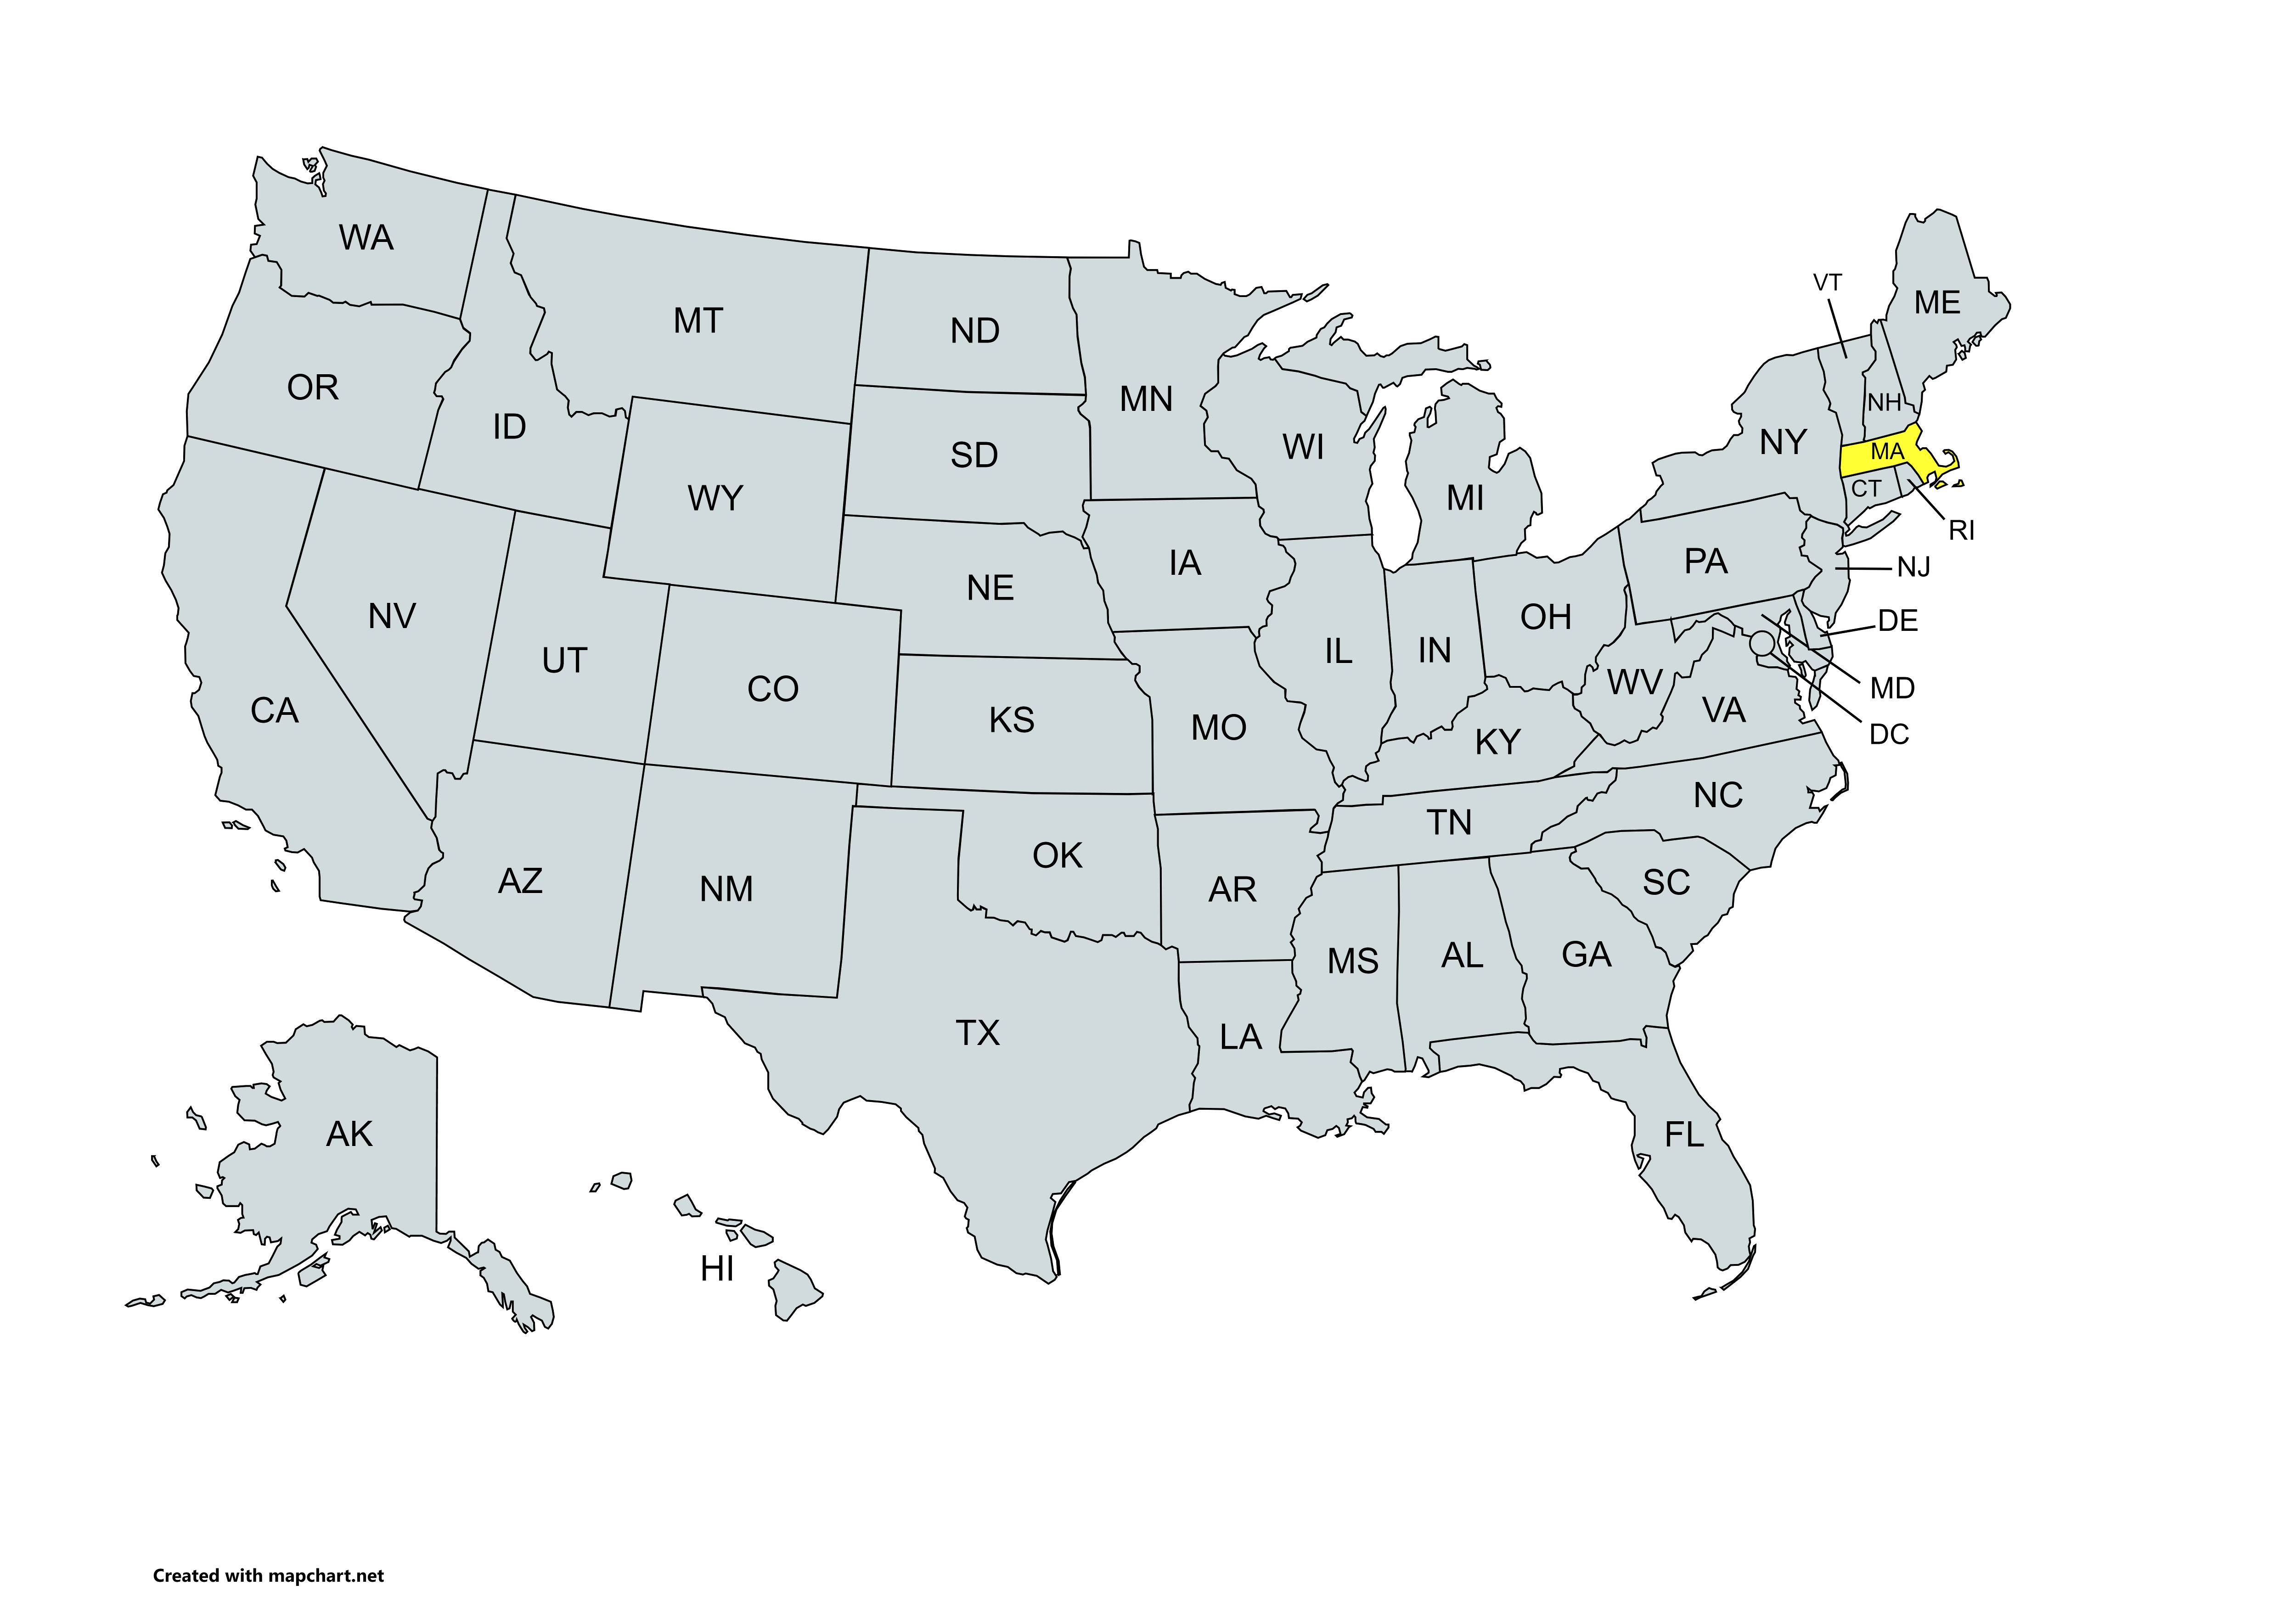 WA
MT
ND
MN
VT
ME
OR
ID
SD
WI
NY
NH
MA
WY
MI
CT
RI
IA
PA
NJ
NE
NV
OH
DE
UT
IL
IN
CO
WV
MD
CA
KS
MO
VA
DC
KY
NC
TN
OK
AZ
NM
AR
SC
MS
AL
GA
TX
LA
AK
FL
HI
Created with mapchart.net